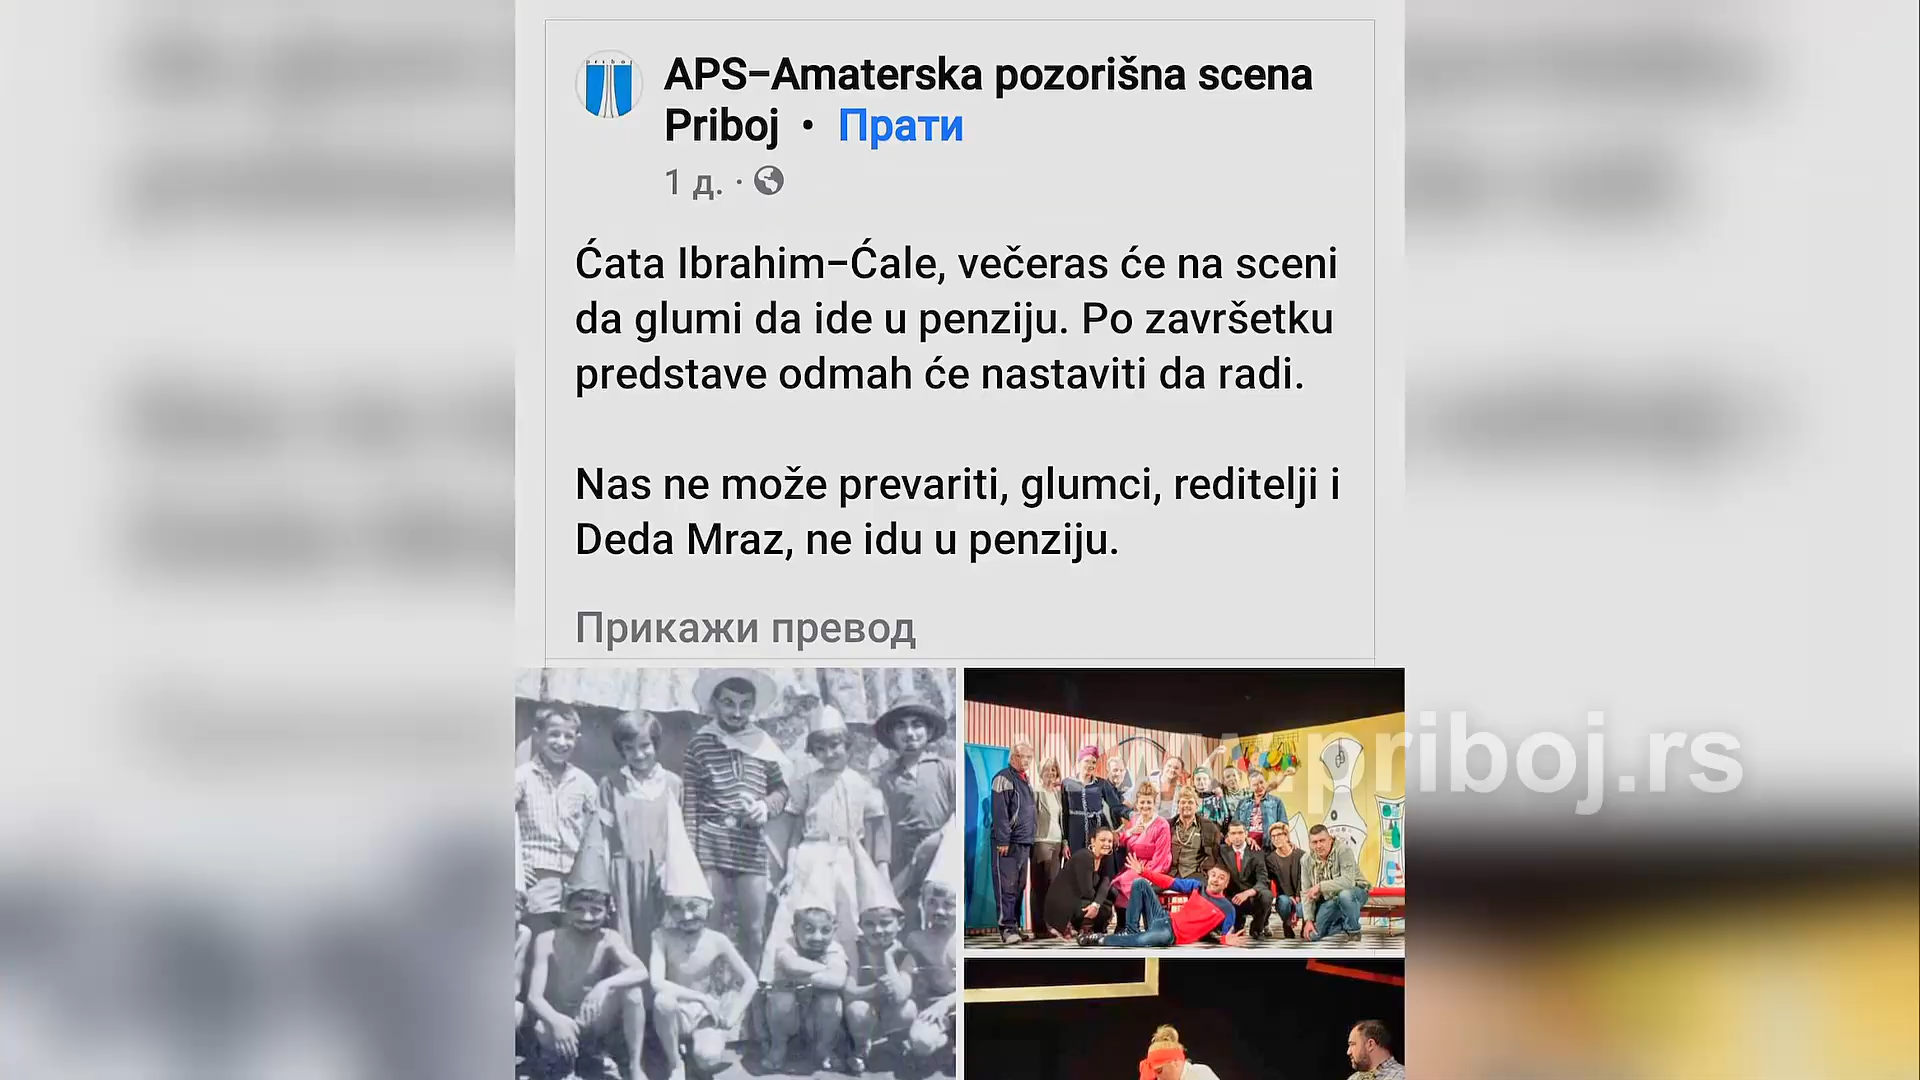 APS–Amaterska pozorišna scena
Priboj • Прати
1 д. ·
Ćata Ibrahim–Ćale, večeras će na sceni
da glumi da ide u penziju. Po završetku
predstave odmah će nastaviti da radi.
Nas ne može prevariti, glumci, reditelji i
Deda Mraz, ne idu u penziju.
Прикажи превод
www.priboj.rs